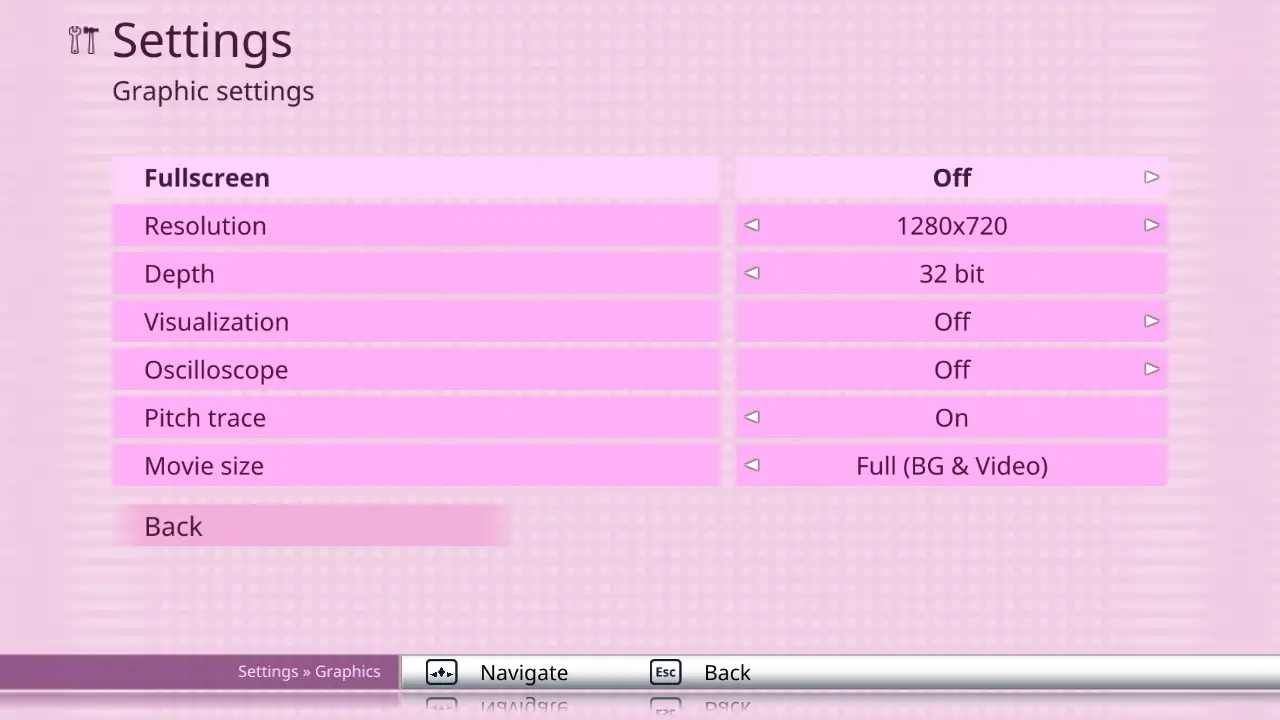 Settings
Graphic settings
Fullscreen Off
Resolution 1280x720
Depth 32 bit
Visualization Off
Oscilloscope Off
Pitch trace On
Movie size Full (BG & Video)
Back
Settings » Graphics Navigate Esc Back